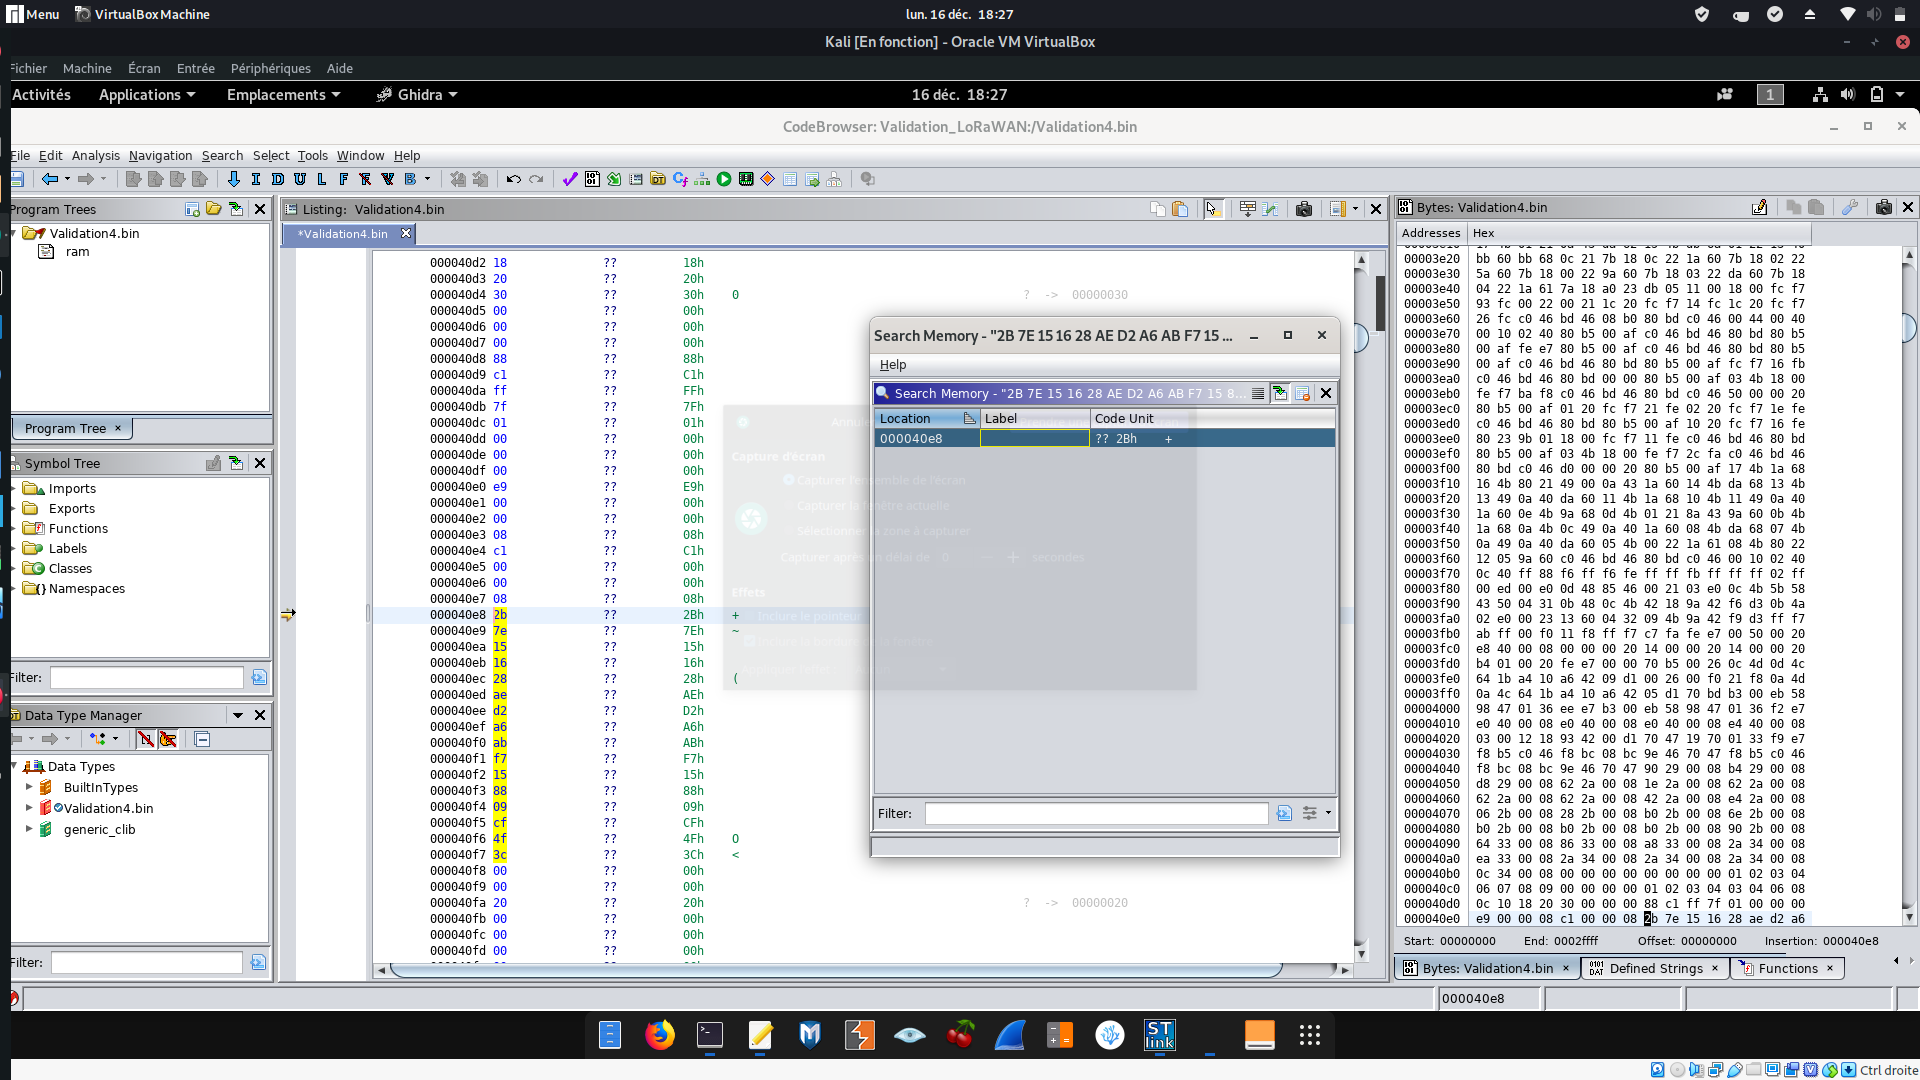 Menu VirtualBox Machine lun. 16 déc. 18:27
Kali [En fonction] - Oracle VM VirtualBox
Fichier Machine Écran Entrée Périphériques Aide
Activités Applications Emplacements Ghidra 16 déc. 18:27 1
CodeBrowser: Validation_LoRaWAN:/Validation4.bin
File Edit Analysis Navigation Search Select Tools Window Help
Program Trees
Validation4.bin
ram
Program Tree ×
Symbol Tree
Imports
Exports
Functions
Labels
Classes
Namespaces
Filter:
Data Type Manager
Data Types
BuiltInTypes
Validation4.bin
generic_clib
Filter:
Listing: Validation4.bin
*Validation4.bin
000040d2 18 ?? 18h
000040d3 20 ?? 20h
000040d4 30 ?? 30h 0 ? -> 00000030
000040d5 00 ?? 00h
000040d6 00 ?? 00h
000040d7 00 ?? 00h
000040d8 88 ?? 88h
000040d9 c1 ?? C1h
000040da ff ?? FFh
000040db 7f ?? 7Fh
000040dc 01 ?? 01h
000040dd 00 ?? 00h
000040de 00 ?? 00h
000040df 00 ?? 00h
000040e0 e9 ?? E9h
000040e1 00 ?? 00h
000040e2 00 ?? 00h
000040e3 08 ?? 08h
000040e4 c1 ?? C1h
000040e5 00 ?? 00h
000040e6 00 ?? 00h
000040e7 08 ?? 08h
000040e8 2b ?? 2Bh +
000040e9 7e ?? 7Eh ~
000040ea 15 ?? 15h
000040eb 16 ?? 16h
000040ec 28 ?? 28h (
000040ed ae ?? AEh
000040ee d2 ?? D2h
000040ef a6 ?? A6h
000040f0 ab ?? ABh
000040f1 f7 ?? F7h
000040f2 15 ?? 15h
000040f3 88 ?? 88h
000040f4 09 ?? 09h
000040f5 cf ?? CFh
000040f6 4f ?? 4Fh O
000040f7 3c ?? 3Ch <
000040f8 00 ?? 00h
000040f9 00 ?? 00h
000040fa 20 ?? 20h ? -> 00000020
000040fb 00 ?? 00h
000040fc 00 ?? 00h
000040fd 00 ?? 00h
Capture d'écran
Capturer l'ensemble de l'écran
Capturer la fenêtre actuelle
Sélectionner la zone à capturer
Capturer après un délai de 0 − + secondes
Effets
Inclure le pointeur
Search Memory - "2B 7E 15 16 28 AE D2 A6 AB F7 15 ...
Help
Search Memory - "2B 7E 15 16 28 AE D2 A6 AB F7 15 8...
Location Label Code Unit
000040e8 ?? 2Bh +
Filter:
Bytes: Validation4.bin
Addresses Hex
00003e20 bb 60 bb 68 0c 21 7b 18 0c 22 1a 60 7b 18 02 22
00003e30 5a 60 7b 18 00 22 9a 60 7b 18 03 22 da 60 7b 18
00003e40 04 22 1a 61 7a 18 a0 23 db 05 11 00 18 00 fc f7
00003e50 93 fc 00 22 00 21 1c 20 fc f7 14 fc 1c 20 fc f7
00003e60 26 fc c0 46 bd 46 08 b0 80 bd c0 46 00 44 00 40
00003e70 00 10 02 40 80 b5 00 af c0 46 bd 46 80 bd 80 b5
00003e80 00 af fe e7 80 b5 00 af c0 46 bd 46 80 bd 80 b5
00003e90 00 af c0 46 bd 46 80 bd 80 b5 00 af fc f7 16 fb
00003ea0 c0 46 bd 46 80 bd 00 00 80 b5 00 af 03 4b 18 00
00003eb0 fe f7 ba f8 c0 46 bd 46 80 bd c0 46 50 00 00 20
00003ec0 80 b5 00 af 01 20 fc f7 21 fe 02 20 fc f7 1e fe
00003ed0 c0 46 bd 46 80 bd 80 b5 00 af 10 20 fc f7 16 fe
00003ee0 80 23 9b 01 18 00 fc f7 11 fe c0 46 bd 46 80 bd
00003ef0 80 b5 00 af 03 4b 18 00 fe f7 2c fa c0 46 bd 46
00003f00 80 bd c0 46 d0 00 00 20 80 b5 00 af 17 4b 1a 68
00003f10 16 4b 80 21 49 00 0a 43 1a 60 14 4b da 68 13 4b
00003f20 13 49 0a 40 da 60 11 4b 1a 68 10 4b 11 49 0a 40
00003f30 1a 60 0e 4b 9a 68 0d 4b 01 21 8a 43 9a 60 0b 4b
00003f40 1a 68 0a 4b 0c 49 0a 40 1a 60 08 4b da 68 07 4b
00003f50 0a 49 0a 40 da 60 05 4b 00 22 1a 61 08 4b 80 22
00003f60 12 05 9a 60 c0 46 bd 46 80 bd c0 46 00 10 02 40
00003f70 0c 40 ff 88 f6 ff f6 fe ff ff fb ff ff ff 02 ff
00003f80 00 ed 00 e0 0d 48 85 46 00 21 03 e0 0c 4b 5b 58
00003f90 43 50 04 31 0b 48 0c 4b 42 18 9a 42 f6 d3 0b 4a
00003fa0 02 e0 00 23 13 60 04 32 09 4b 9a 42 f9 d3 ff f7
00003fb0 ab ff 00 f0 11 f8 ff f7 c7 fa fe e7 00 50 00 20
00003fc0 e8 40 00 08 00 00 00 20 14 00 00 20 14 00 00 20
00003fd0 b4 01 00 20 fe e7 00 00 70 b5 00 26 0c 4d 0d 4c
00003fe0 64 1b a4 10 a6 42 09 d1 00 26 00 f0 21 f8 0a 4d
00003ff0 0a 4c 64 1b a4 10 a6 42 05 d1 70 bd b3 00 eb 58
00004000 98 47 01 36 ee e7 b3 00 eb 58 98 47 01 36 f2 e7
00004010 e0 40 00 08 e0 40 00 08 e0 40 00 08 e4 40 00 08
00004020 03 00 12 18 93 42 00 d1 70 47 19 70 01 33 f9 e7
00004030 f8 b5 c0 46 f8 bc 08 bc 9e 46 70 47 f8 b5 c0 46
00004040 f8 bc 08 bc 9e 46 70 47 90 29 00 08 b4 29 00 08
00004050 d8 29 00 08 62 2a 00 08 1e 2a 00 08 62 2a 00 08
00004060 62 2a 00 08 62 2a 00 08 42 2a 00 08 e4 2a 00 08
00004070 06 2b 00 08 28 2b 00 08 b0 2b 00 08 6e 2b 00 08
00004080 b0 2b 00 08 b0 2b 00 08 b0 2b 00 08 90 2b 00 08
00004090 64 33 00 08 86 33 00 08 a8 33 00 08 2a 34 00 08
000040a0 ea 33 00 08 2a 34 00 08 2a 34 00 08 2a 34 00 08
000040b0 0c 34 00 08 00 00 00 00 00 00 00 00 01 02 03 04
000040c0 06 07 08 09 00 00 00 00 01 02 03 04 03 04 06 08
000040d0 0c 10 18 20 30 00 00 00 88 c1 ff 7f 01 00 00 00
000040e0 e9 00 00 08 c1 00 00 08 2b 7e 15 16 28 ae d2 a6
Start: 00000000 End: 0002ffff Offset: 00000000 Insertion: 000040e8
Bytes: Validation4.bin × Defined Strings × Functions ×
000040e8
ST link
Ctrl droite